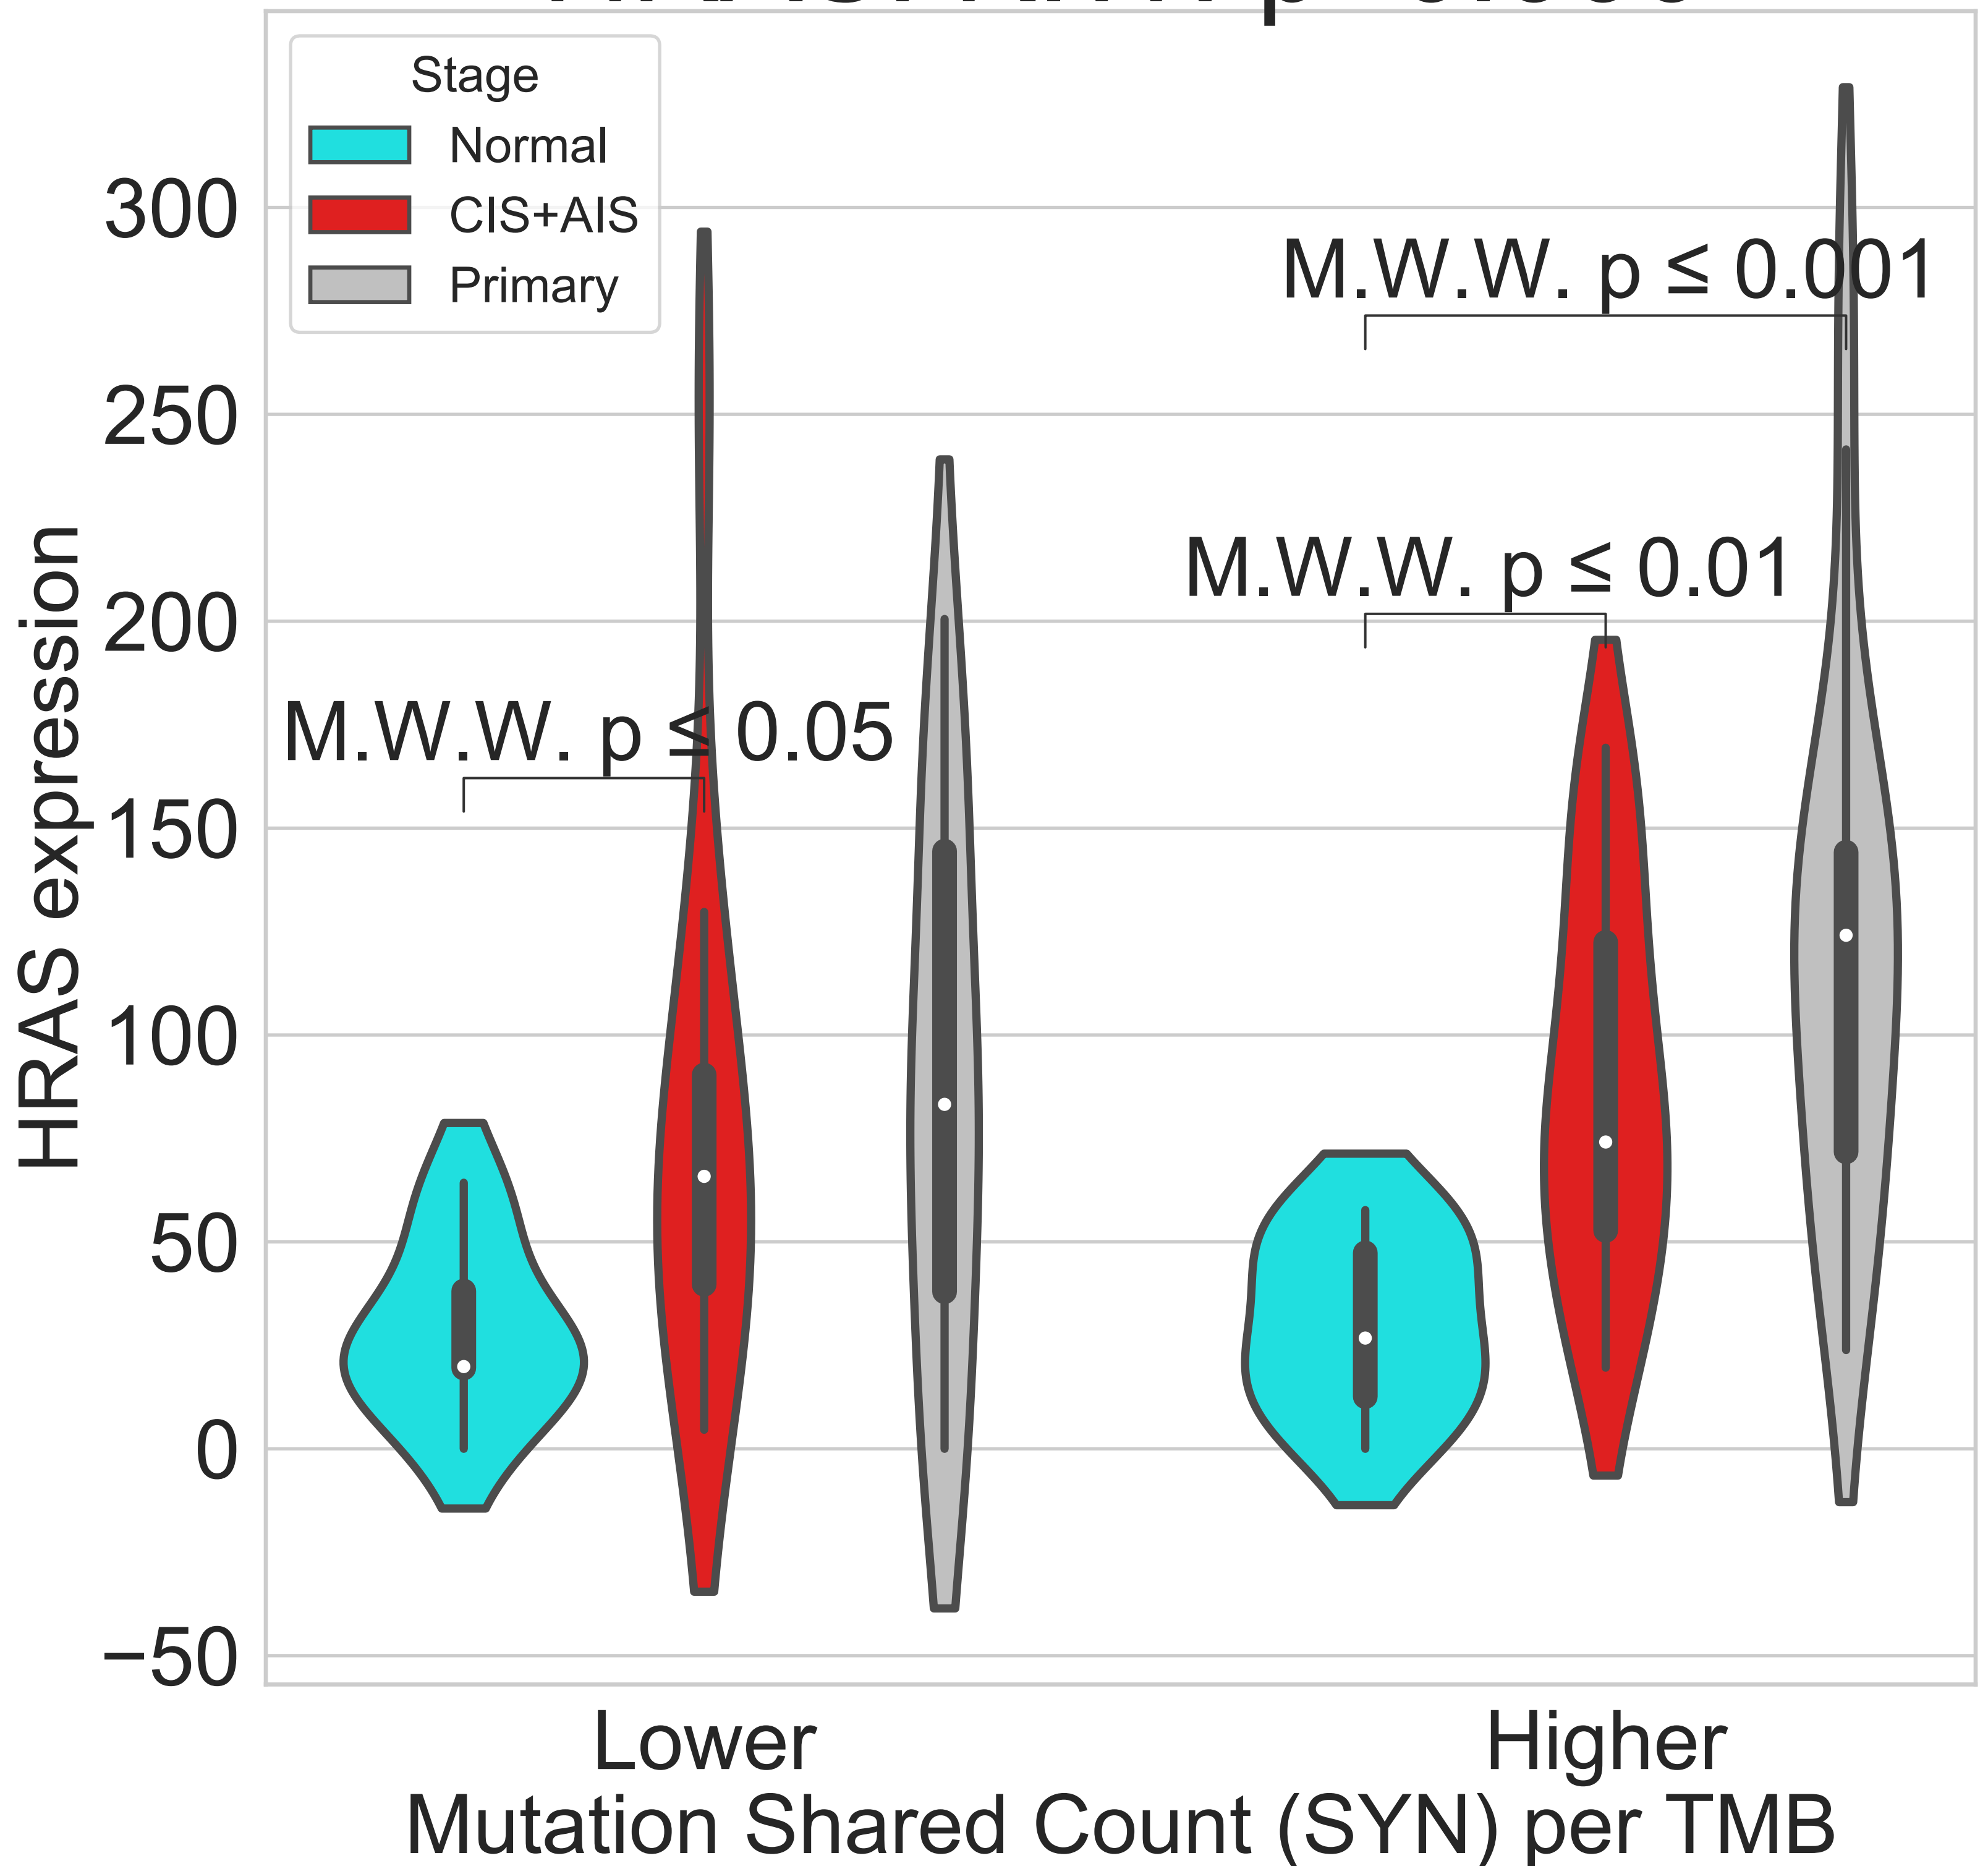 Stage
Normal
CIS+AIS
Primary
M.W.W. p ≤ 0.001
M.W.W. p ≤ 0.01
M.W.W. p ≤ 0.05
HRAS expression
300
250
200
150
100
50
0
−50
Lower
Higher
Mutation Shared Count (SYN) per TMB